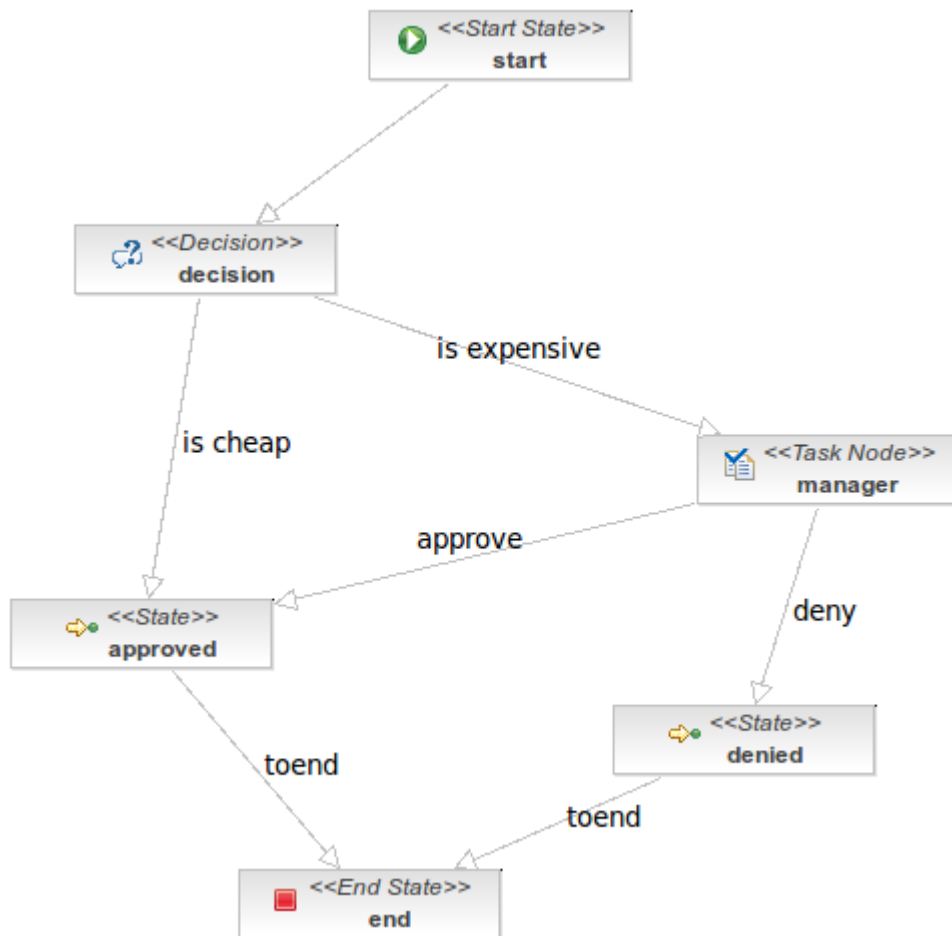 <<Start State>>
start
<<Decision>>
decision
is expensive
is cheap
<<Task Node>>
manager
approve
<<State>>
approved
deny
<<State>>
denied
toend
toend
<<End State>>
end